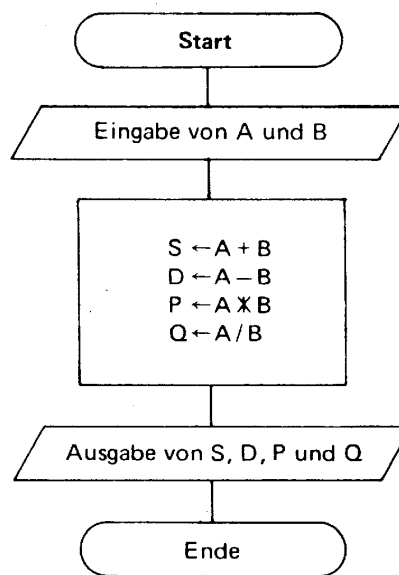 Start
Eingabe von A und B
S ← A + B
D ← A − B
P ← A * B
Q ← A / B
Ausgabe von S, D, P und Q
Ende